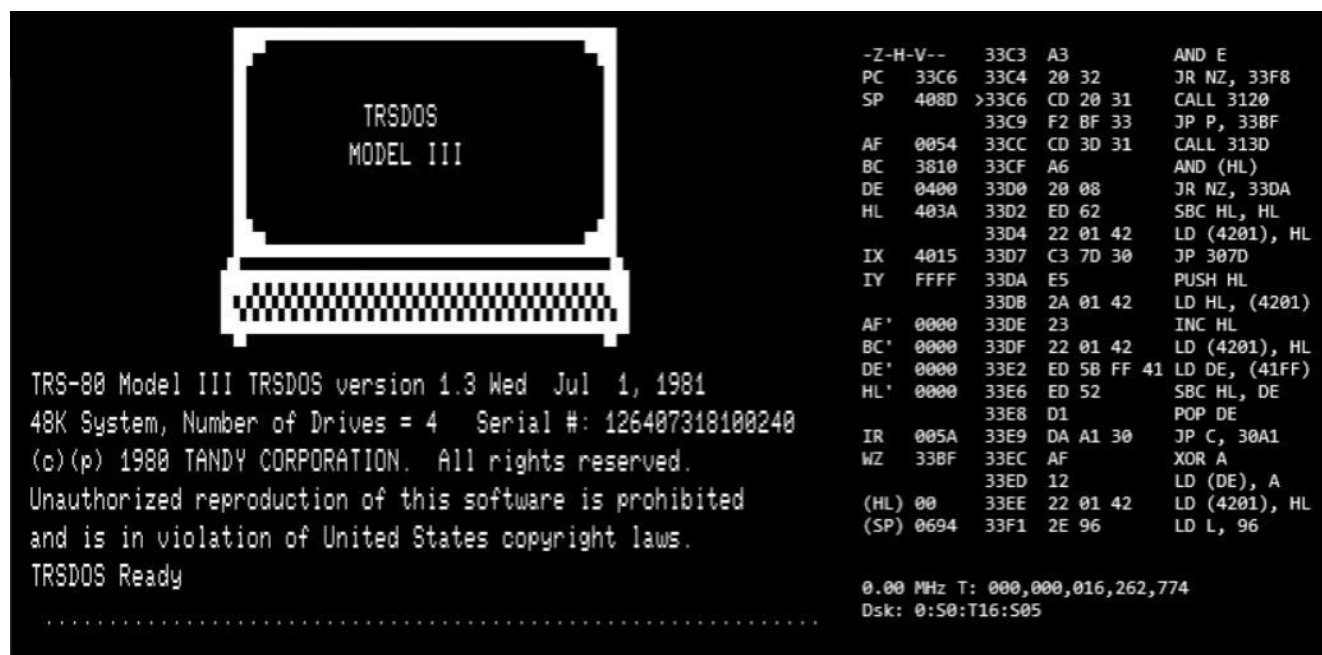 TRSDOS
MODEL III
TRS-80 Model III TRSDOS version 1.3 Wed  Jul  1, 1981
48K System, Number of Drives = 4   Serial #: 126407318100240
(c)(p) 1980 TANDY CORPORATION.  All rights reserved.
Unauthorized reproduction of this software is prohibited
and is in violation of United States copyright laws.
TRSDOS Ready
............................................................
-Z-H-V--   33C3  A3           AND E
PC   33C6  33C4  20 32        JR NZ, 33F8
SP   408D >33C6  CD 20 31     CALL 3120
           33C9  F2 BF 33     JP P, 33BF
AF   0054  33CC  CD 3D 31     CALL 313D
BC   3810  33CF  A6           AND (HL)
DE   0400  33D0  20 08        JR NZ, 33DA
HL   403A  33D2  ED 62        SBC HL, HL
           33D4  22 01 42     LD (4201), HL
IX   4015  33D7  C3 7D 30     JP 307D
IY   FFFF  33DA  E5           PUSH HL
           33DB  2A 01 42     LD HL, (4201)
AF'  0000  33DE  23           INC HL
BC'  0000  33DF  22 01 42     LD (4201), HL
DE'  0000  33E2  ED 5B FF 41  LD DE, (41FF)
HL'  0000  33E6  ED 52        SBC HL, DE
           33E8  D1           POP DE
IR   005A  33E9  DA A1 30     JP C, 30A1
WZ   33BF  33EC  AF           XOR A
           33ED  12           LD (DE), A
(HL) 00    33EE  22 01 42     LD (4201), HL
(SP) 0694  33F1  2E 96        LD L, 96
0.00 MHz T: 000,000,016,262,774
Dsk: 0:S0:T16:S05